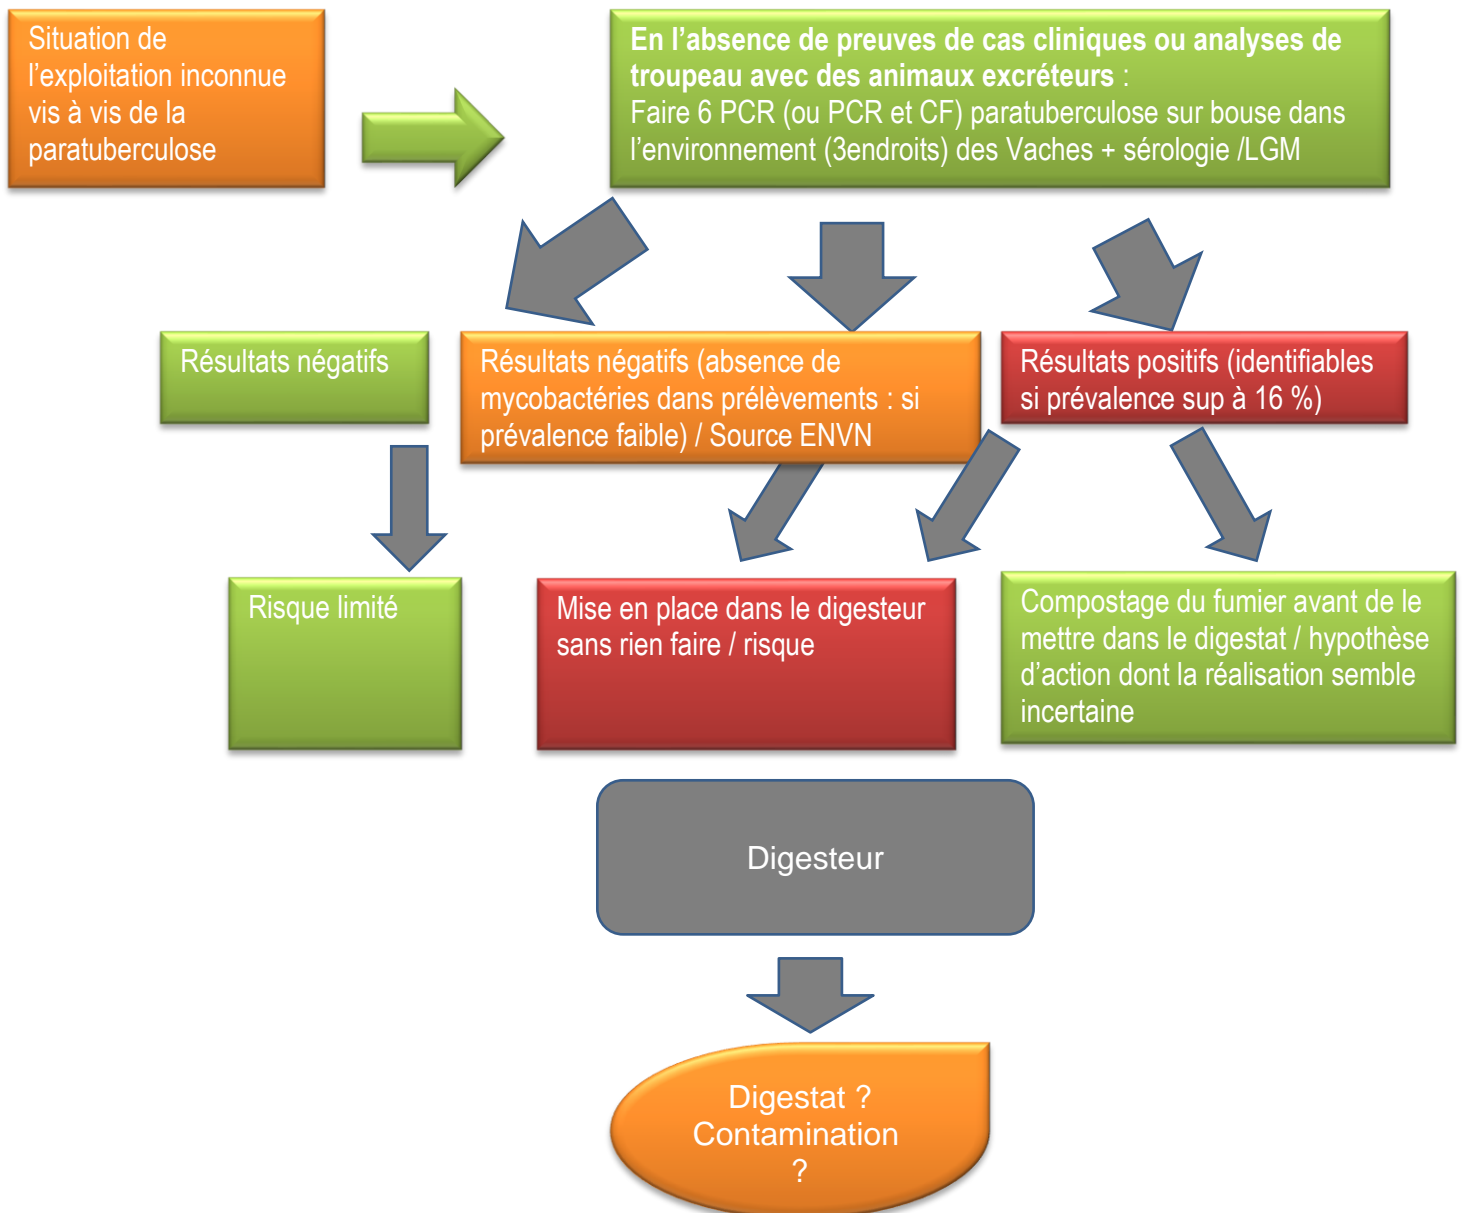 Situation de
l’exploitation inconnue
vis à vis de la
paratuberculose
En l’absence de preuves de cas cliniques ou analyses de
troupeau avec des animaux excréteurs :
Faire 6 PCR (ou PCR et CF) paratuberculose sur bouse dans
l’environnement (3endroits) des Vaches + sérologie /LGM
Résultats négatifs
Résultats négatifs (absence de
mycobactéries dans prélèvements : si
prévalence faible) / Source ENVN
Résultats positifs (identifiables
si prévalence sup à 16 %)
Risque limité
Mise en place dans le digesteur
sans rien faire / risque
Compostage du fumier avant de le
mettre dans le digestat / hypothèse
d’action dont la réalisation semble
incertaine
Digesteur
Digestat ?
Contamination
?